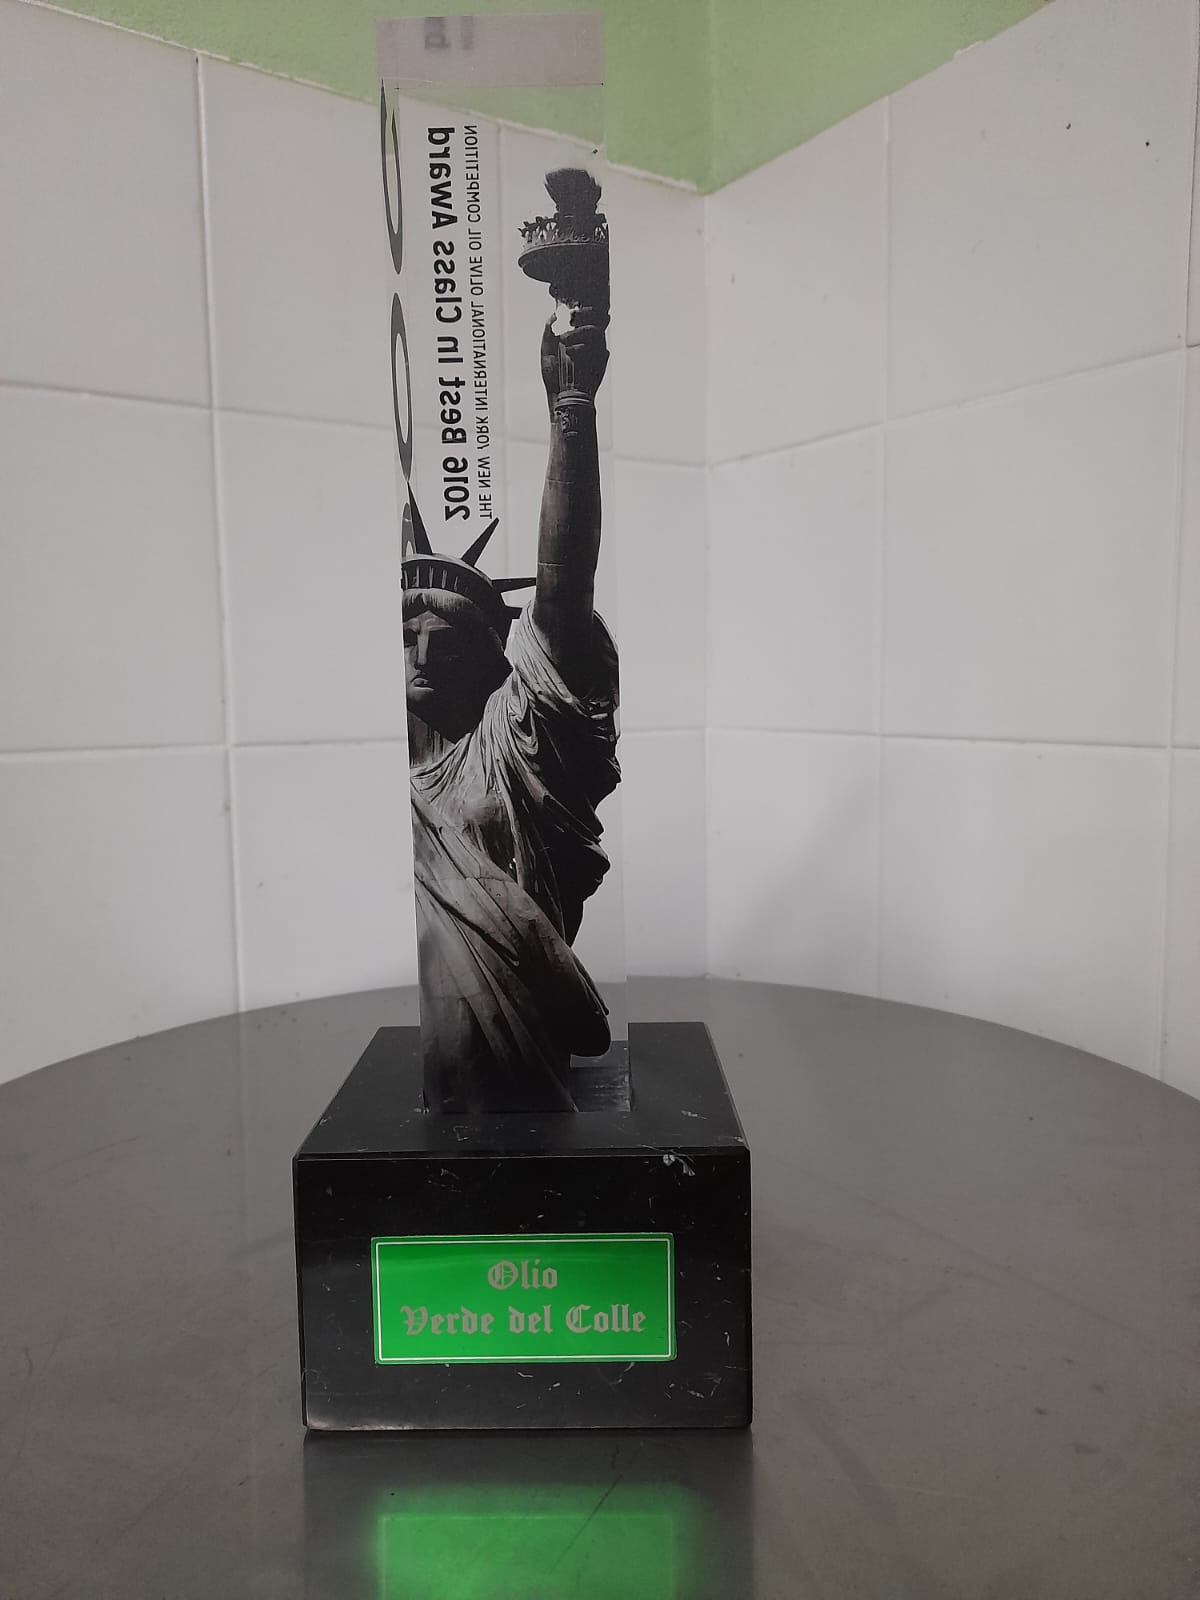 2016 Best In Class Award
THE NEW YORK INTERNATIONAL OLIVE OIL COMPETITION
Olio
Verde del Colle